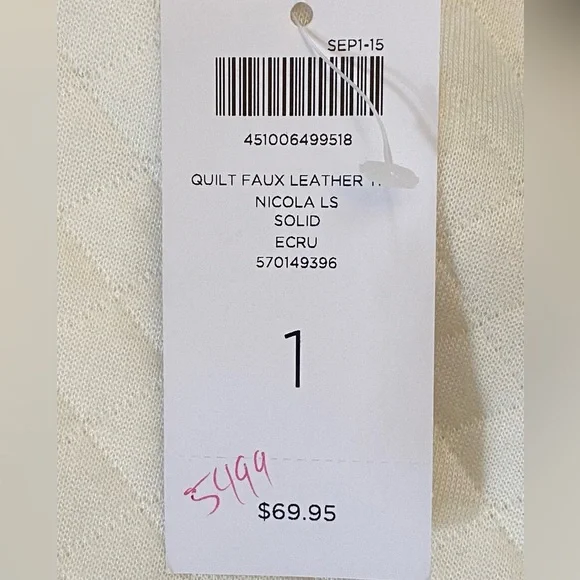 SEP1-15
451006499518
QUILT FAUX LEATHER
NICOLA LS
SOLID
ECRU
570149396
1
5499
$69.95